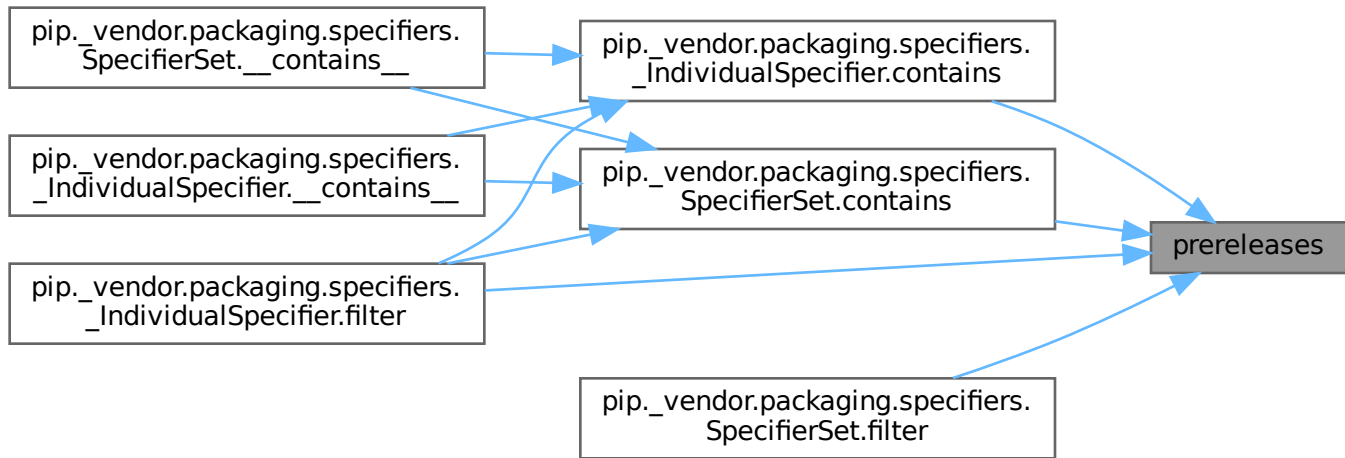 pip._vendor.packaging.specifiers.
SpecifierSet.__contains__
pip._vendor.packaging.specifiers.
_IndividualSpecifier.__contains__
pip._vendor.packaging.specifiers.
_IndividualSpecifier.filter
pip._vendor.packaging.specifiers.
_IndividualSpecifier.contains
pip._vendor.packaging.specifiers.
SpecifierSet.contains
pip._vendor.packaging.specifiers.
SpecifierSet.filter
prereleases